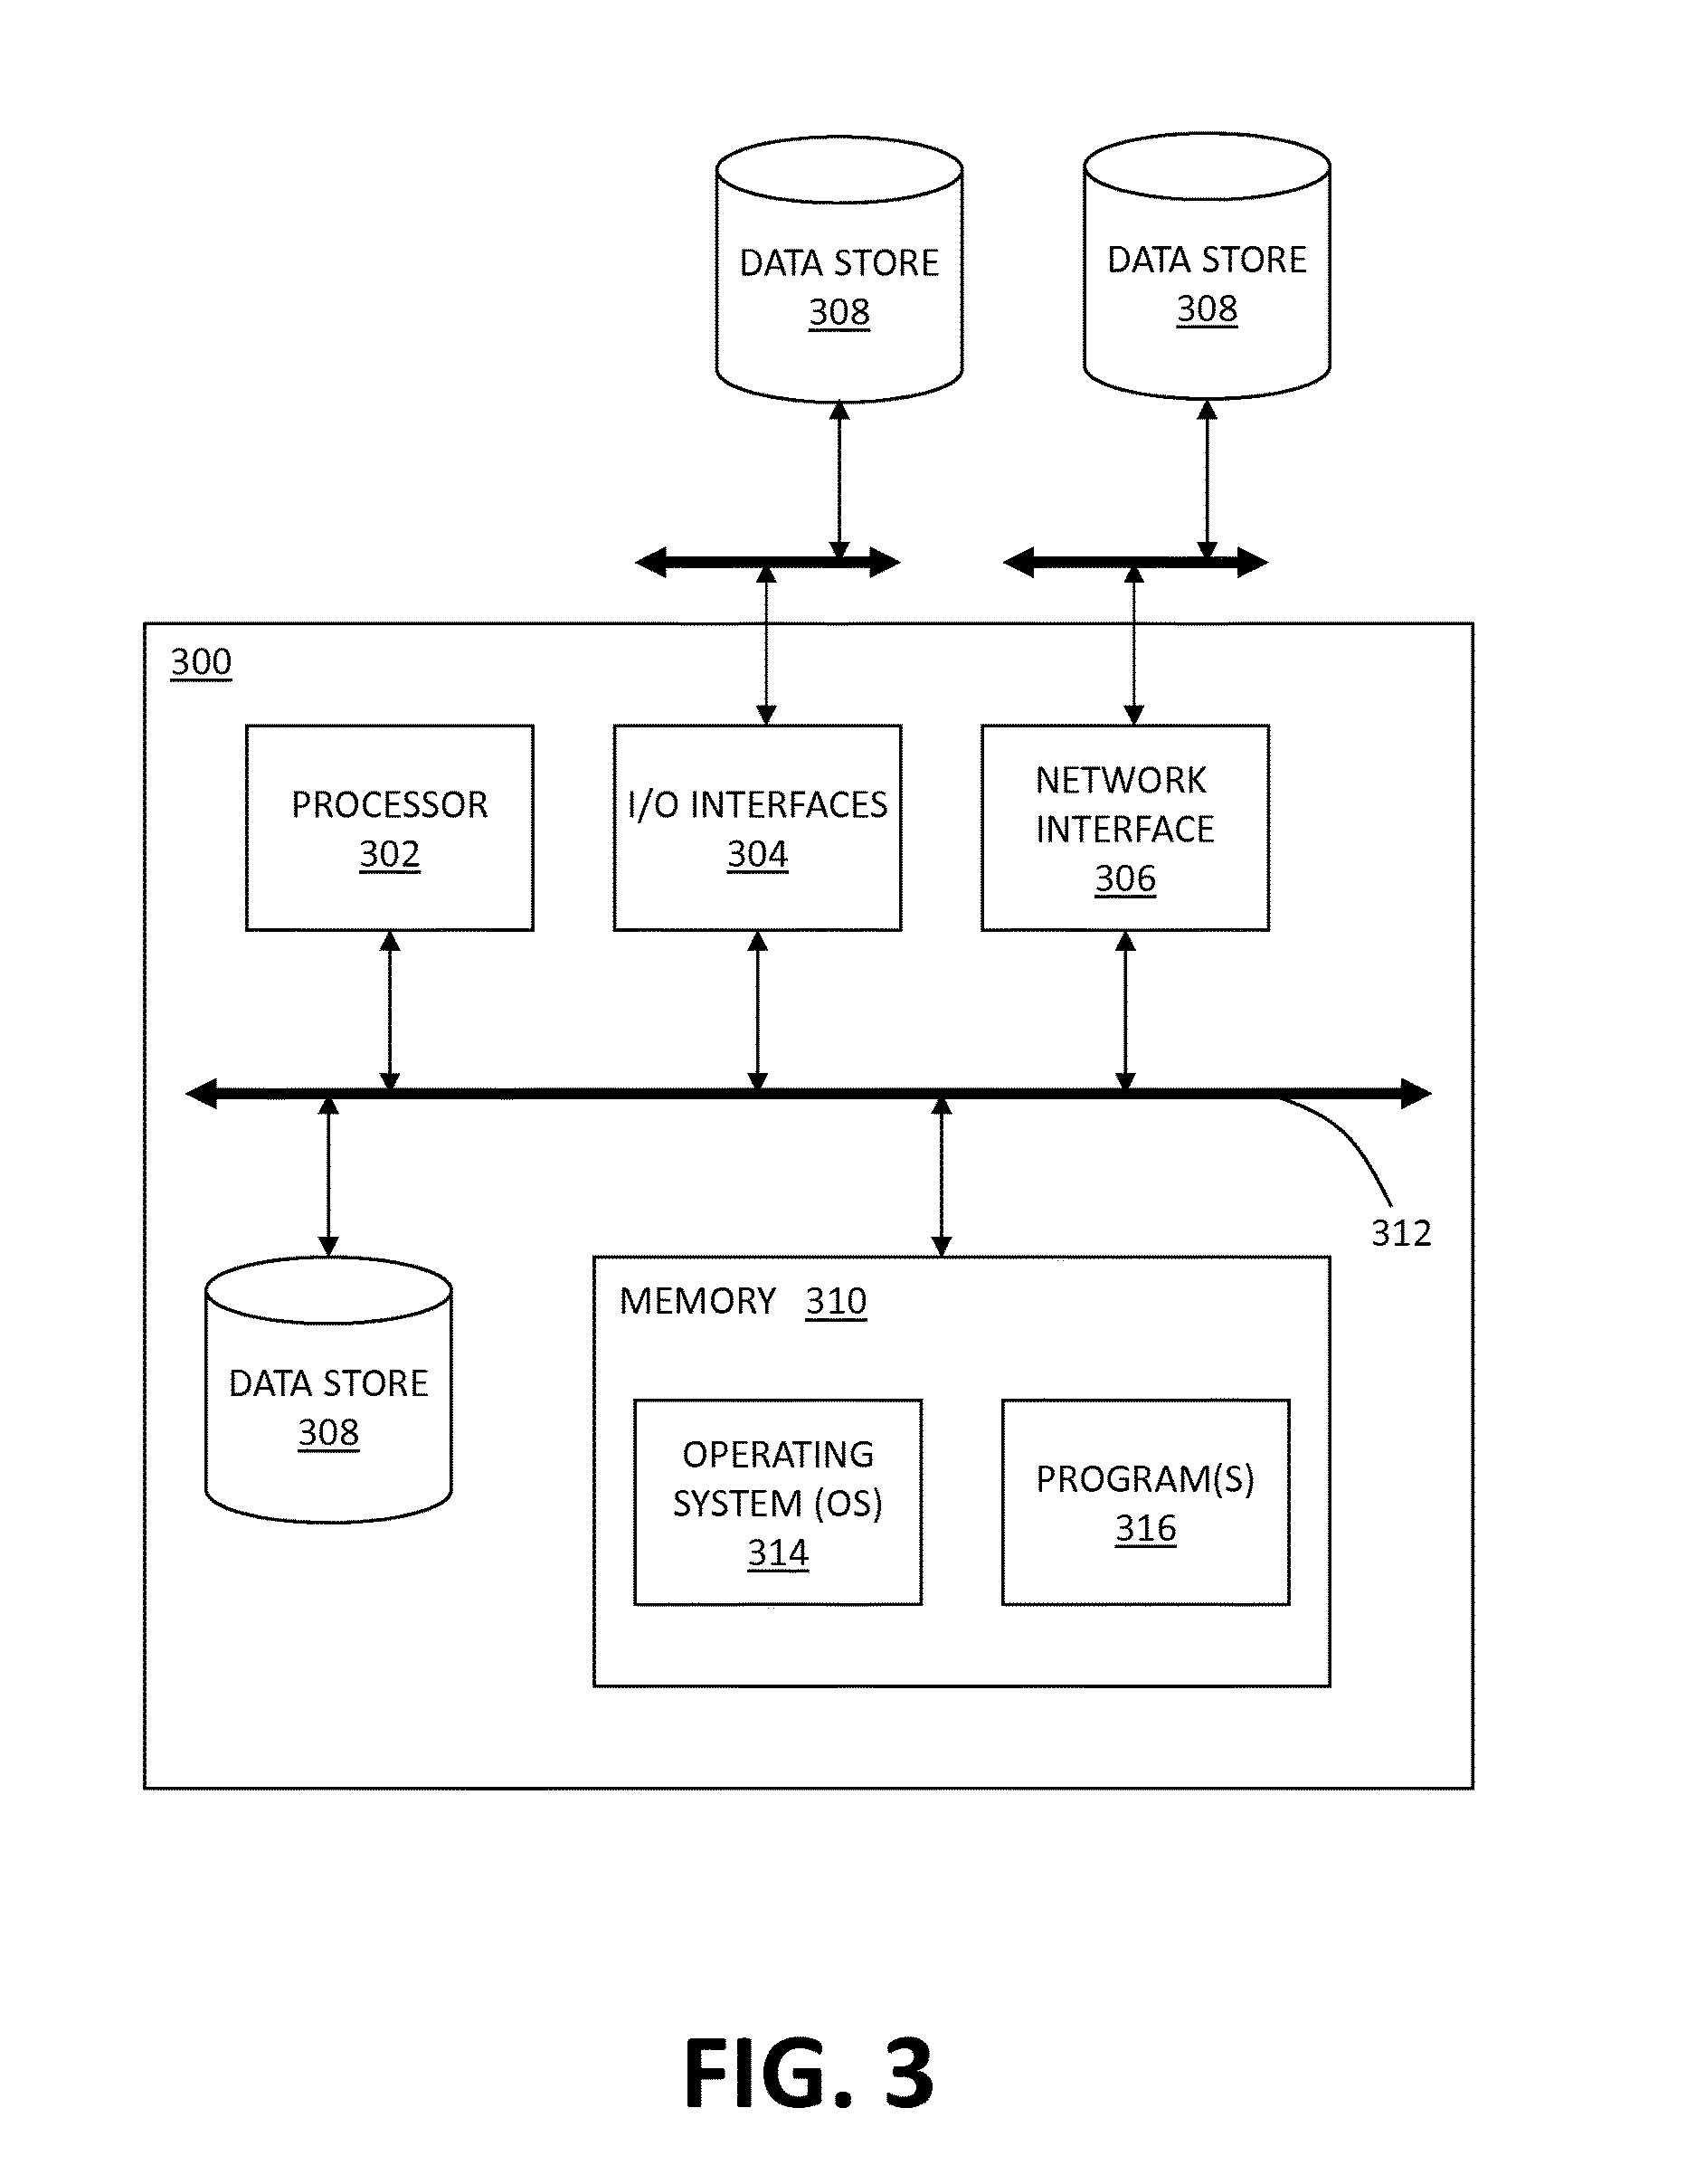 DATA STORE
308
DATA STORE
308
300
PROCESSOR
302
I/O INTERFACES
304
NETWORK
INTERFACE
306
312
DATA STORE
308
MEMORY 310
OPERATING
SYSTEM (OS)
314
PROGRAM(S)
316
FIG. 3